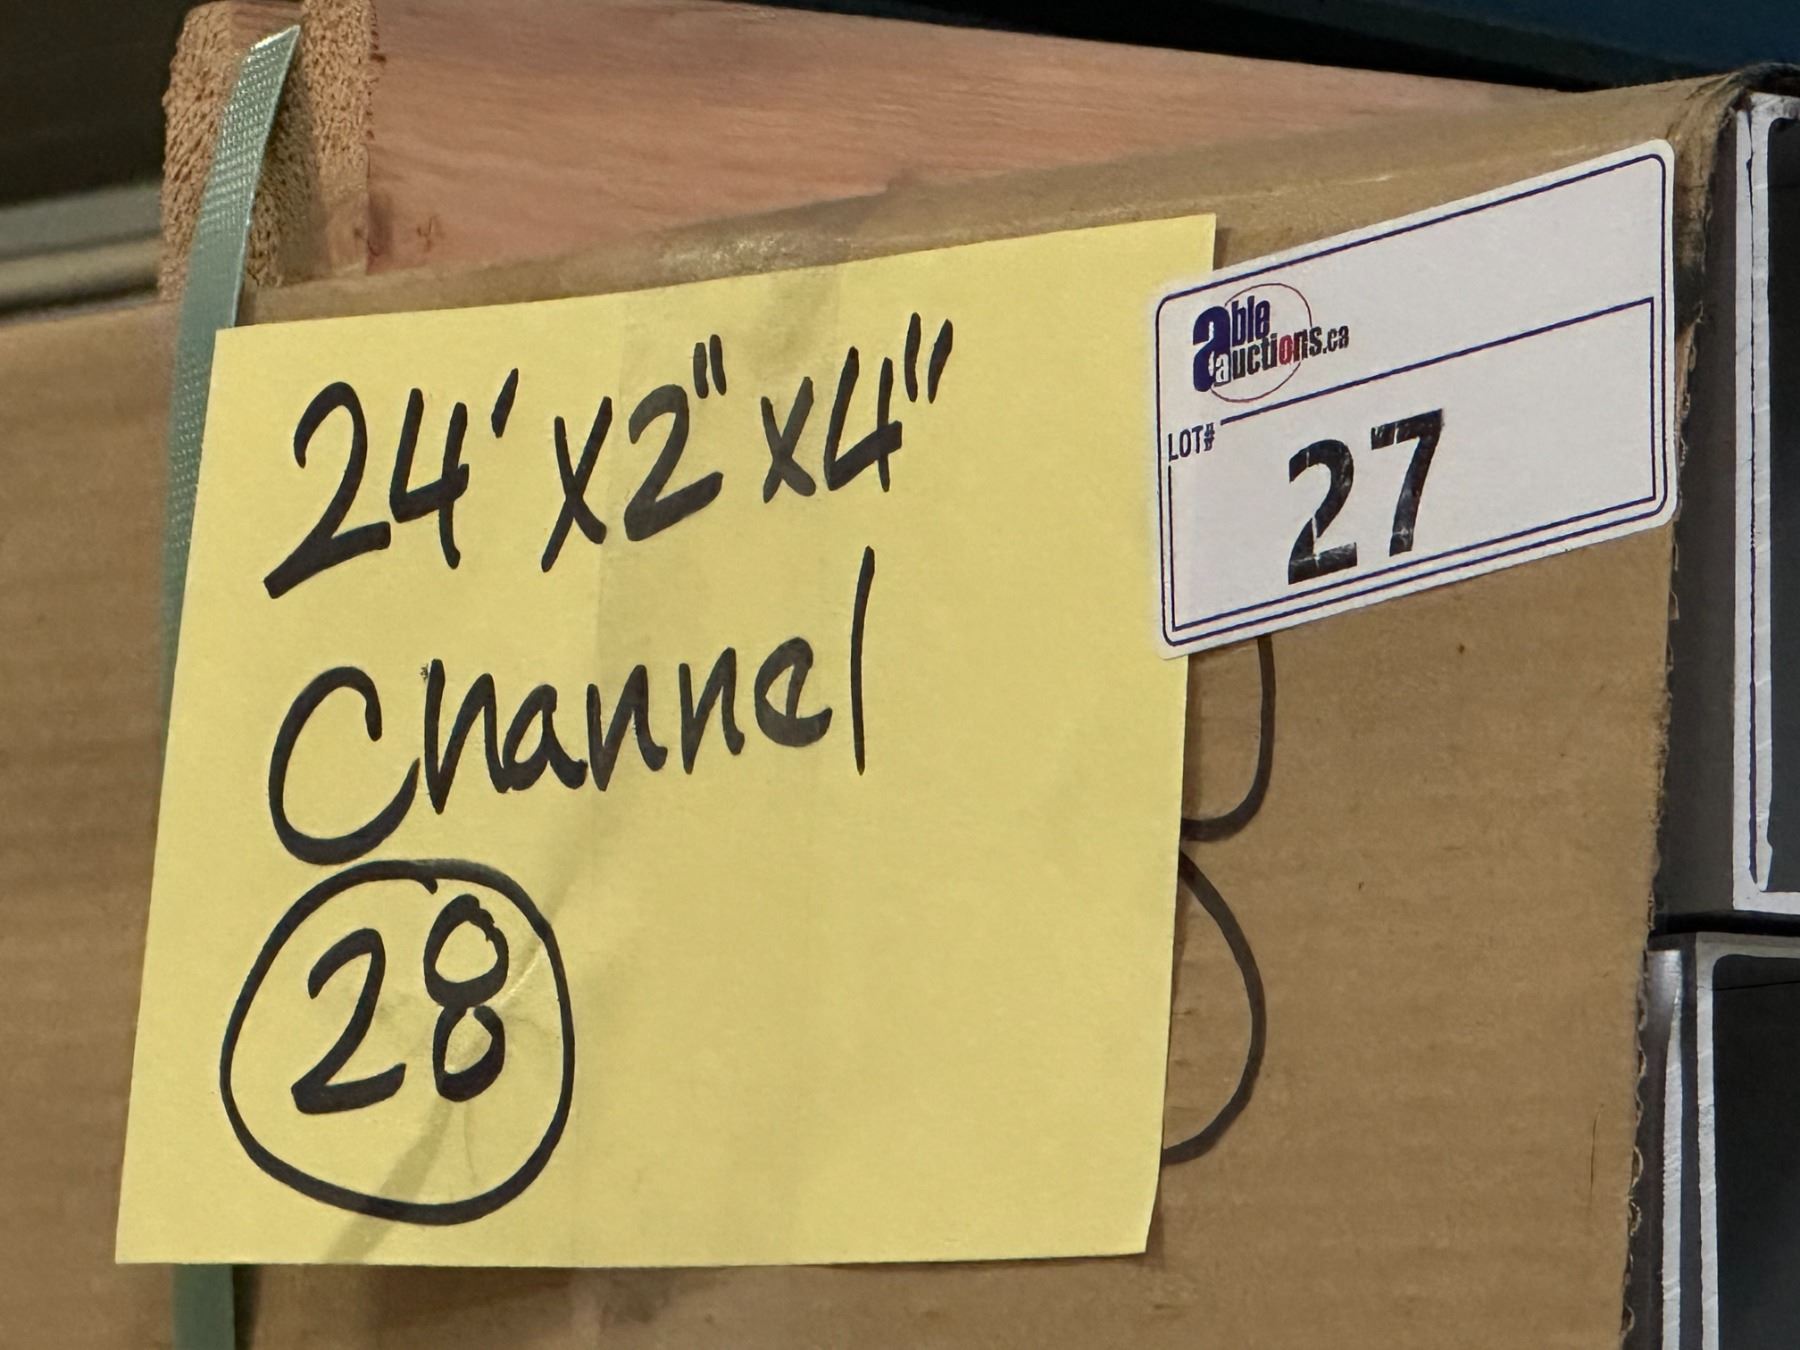 24' x2" x4"
Channel
28
able
auctions.ca
LOT#
27